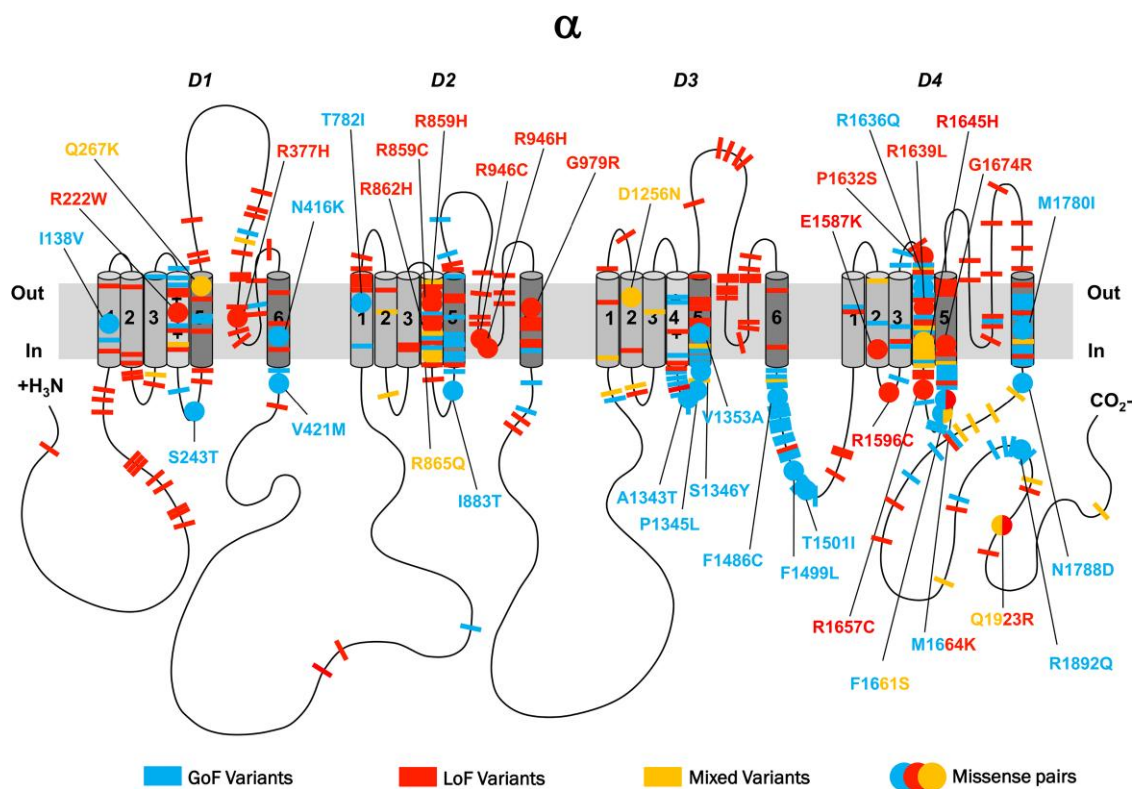 α
D1
D2
D3
D4
T782I
R859H
R1636Q
R1645H
Q267K
R377H
R859C
R946H
R1639L
R946C
G979R
P1632S
G1674R
R222W
R862H
D1256N
N416K
E1587K
M1780I
I138V
Out
1 2 3 5 6
1 2 3 5
1 2 3 4 5 6
1 2 3 5
Out
+
+
+
In
In
+H₃N
CO₂-
V421M
V1353A
R1596C
S243T
R865Q
I883T
A1343T
S1346Y
P1345L
T1501I
F1486C
F1499L
N1788D
R1657C
Q1923R
M1664K
R1892Q
F1661S
GoF Variants
LoF Variants
Mixed Variants
Missense pairs